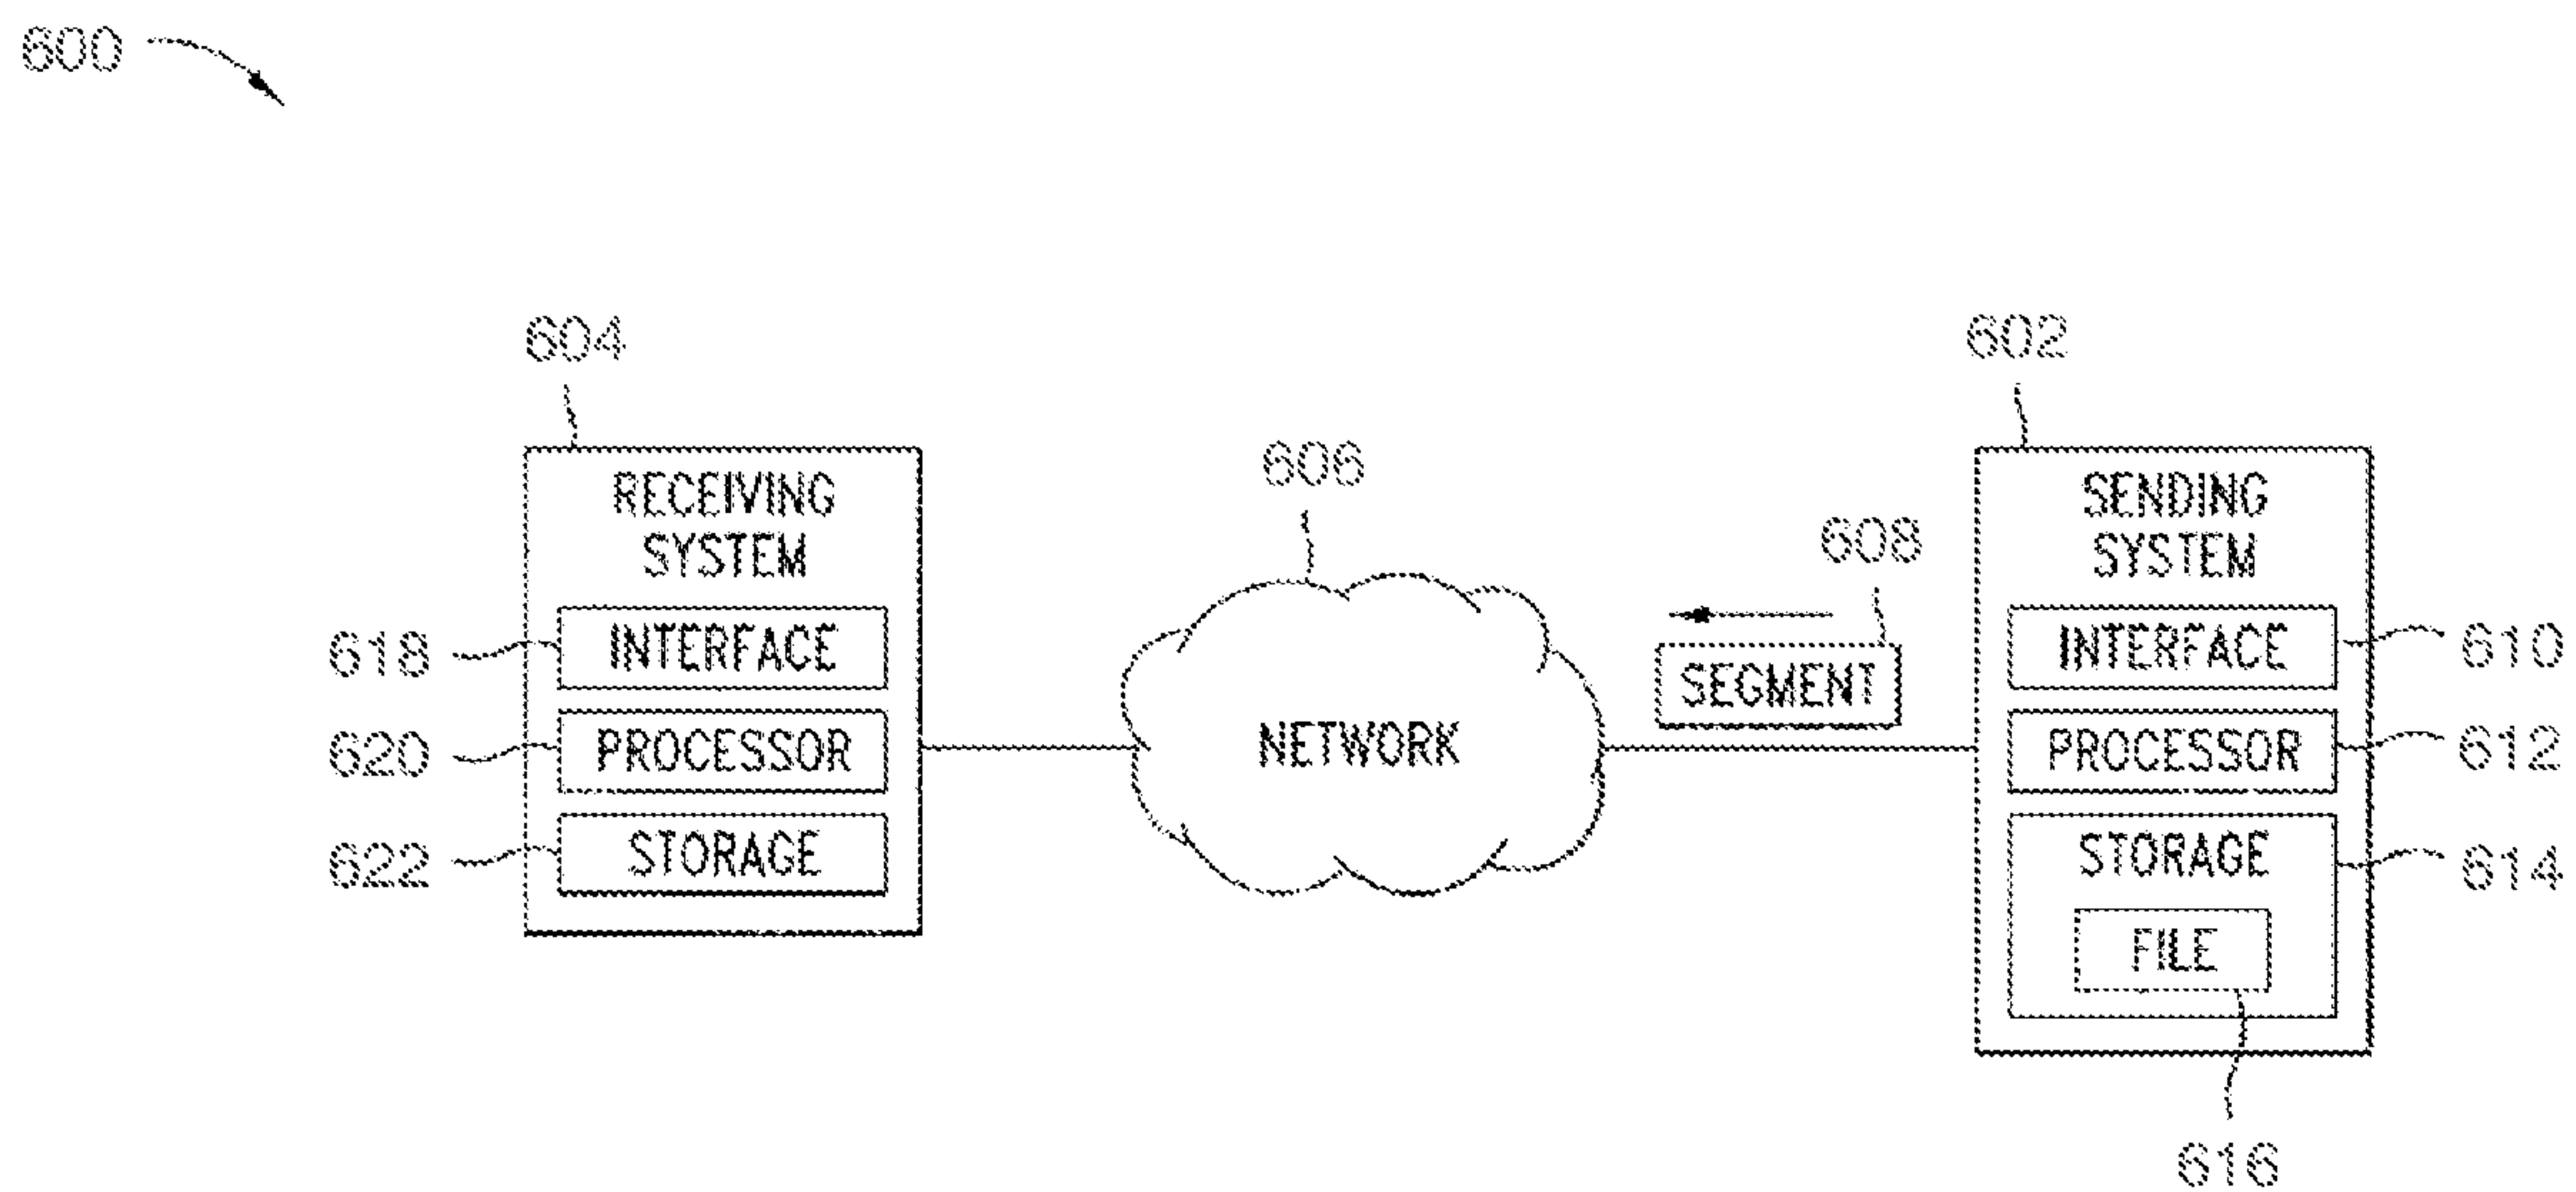 600
604
602
606
608
RECEIVING
SYSTEM
SENDING
SYSTEM
618
INTERFACE
SEGMENT
INTERFACE
610
620
PROCESSOR
NETWORK
PROCESSOR
612
622
STORAGE
STORAGE
614
FILE
616